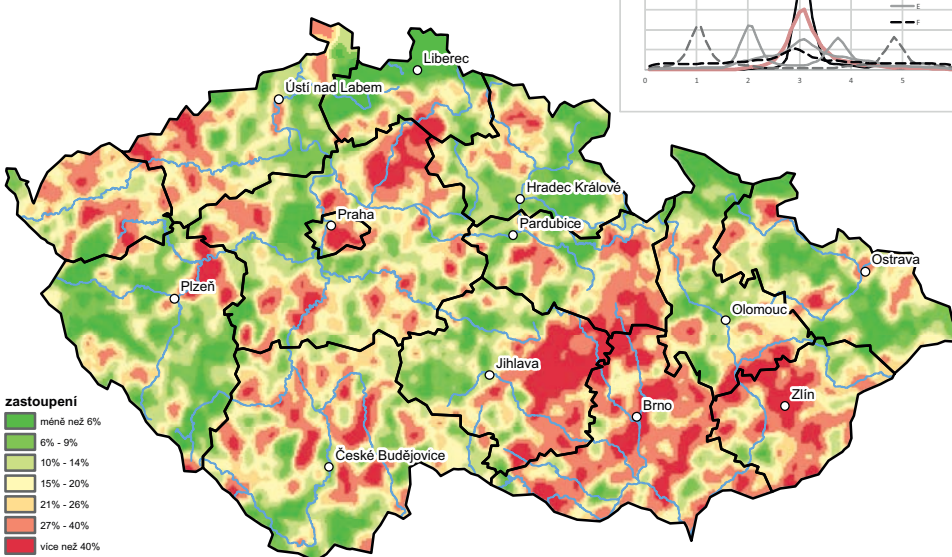 E
F
0 1 2 3 4 5
Liberec
Ústí nad Labem
Hradec Králové
Praha
Pardubice
Ostrava
Plzeň
Olomouc
Jihlava
Zlín
Brno
České Budějovice
zastoupení
méně než 6%
6% - 9%
10% - 14%
15% - 20%
21% - 26%
27% - 40%
více než 40%